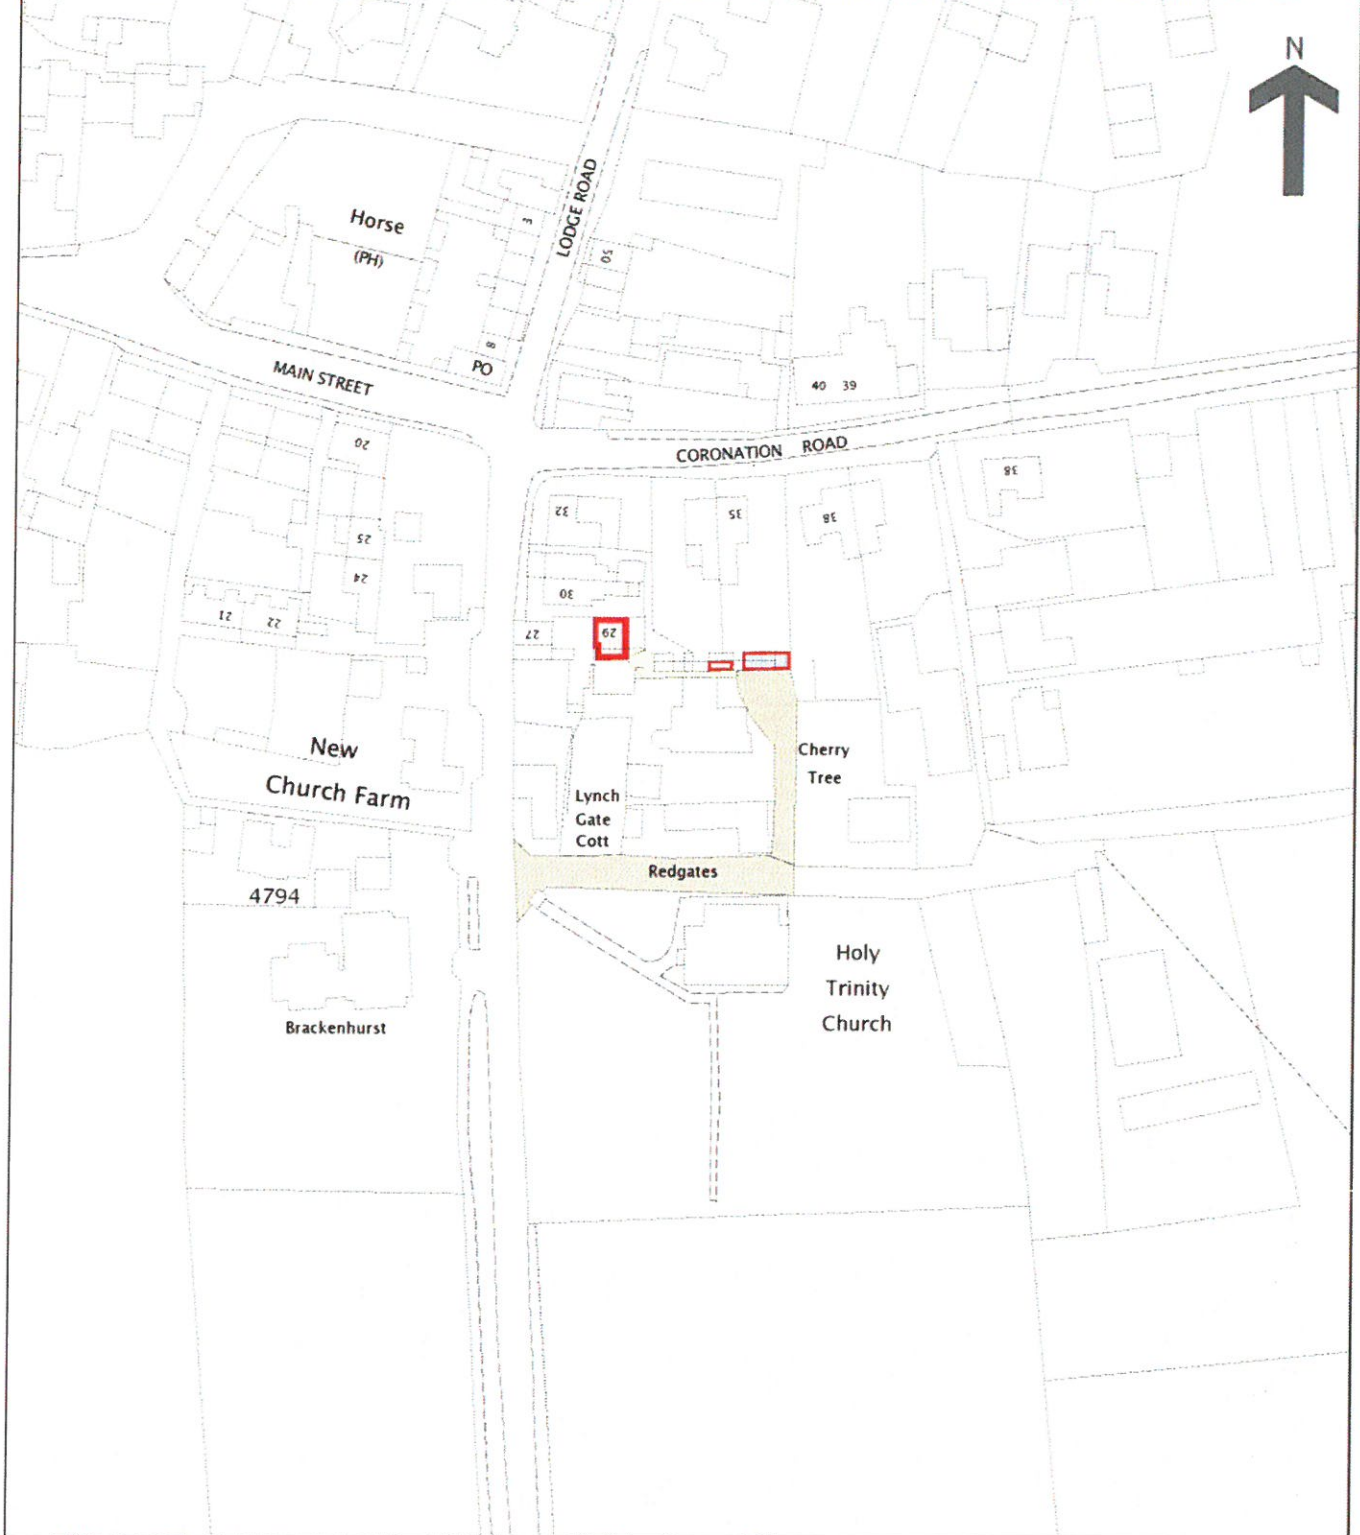 N
Horse
(PH)
3
LODGE ROAD
50
8
PO
MAIN STREET
40 39
CORONATION ROAD
20
38
32
35
38
25
24
30
21
22
27
29
New
Church Farm
Cherry
Tree
Lynch
Gate
Cott
Redgates
4794
Holy
Trinity
Church
Brackenhurst